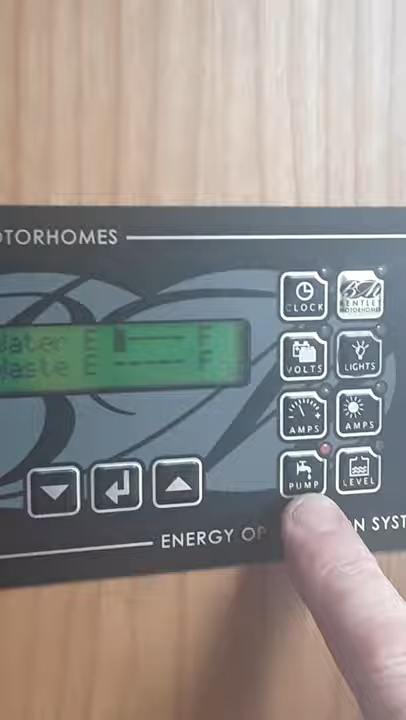 OTORHOMES
CLOCK
BENTLEY
MOTORHOMES
Water E F
Waste E F
VOLTS
LIGHTS
AMPS
AMPS
PUMP
LEVEL
ENERGY OP
N SYST